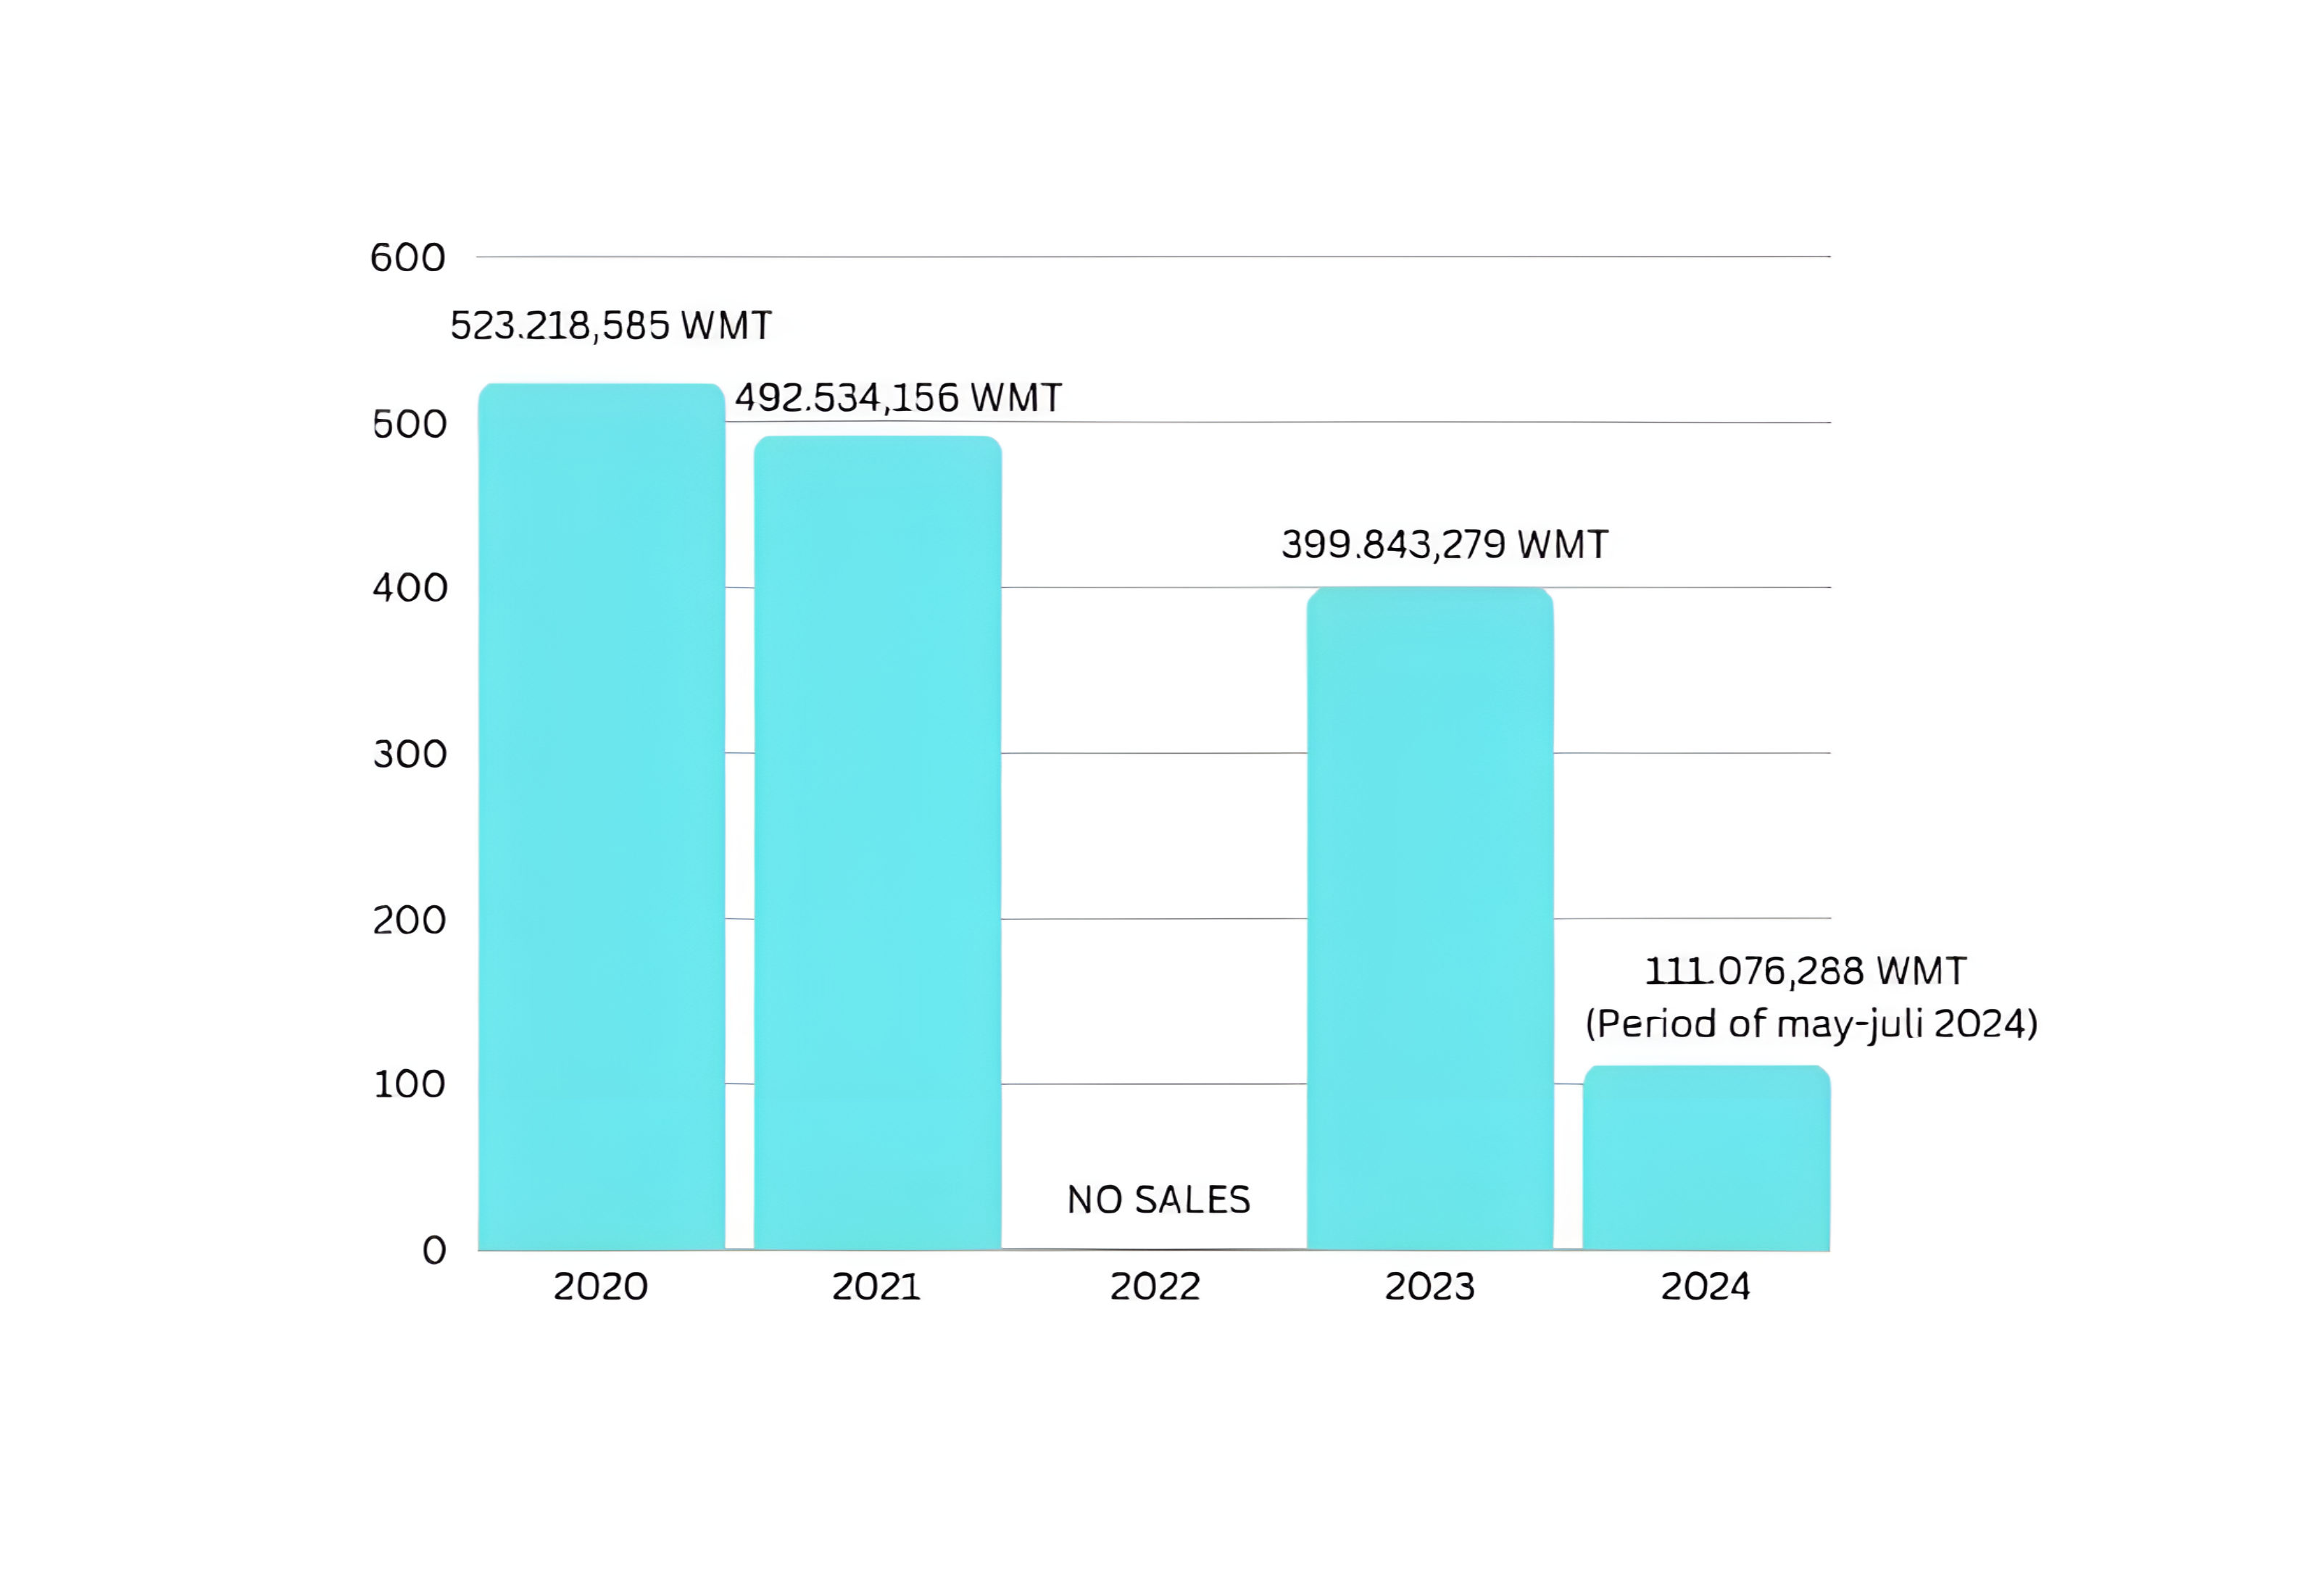 600
523.218,585 WMT
492.534,156 WMT
500
399.843,279 WMT
400
300
200
111.076,288 WMT
(Period of may-juli 2024)
100
NO SALES
0
2020
2021
2022
2023
2024